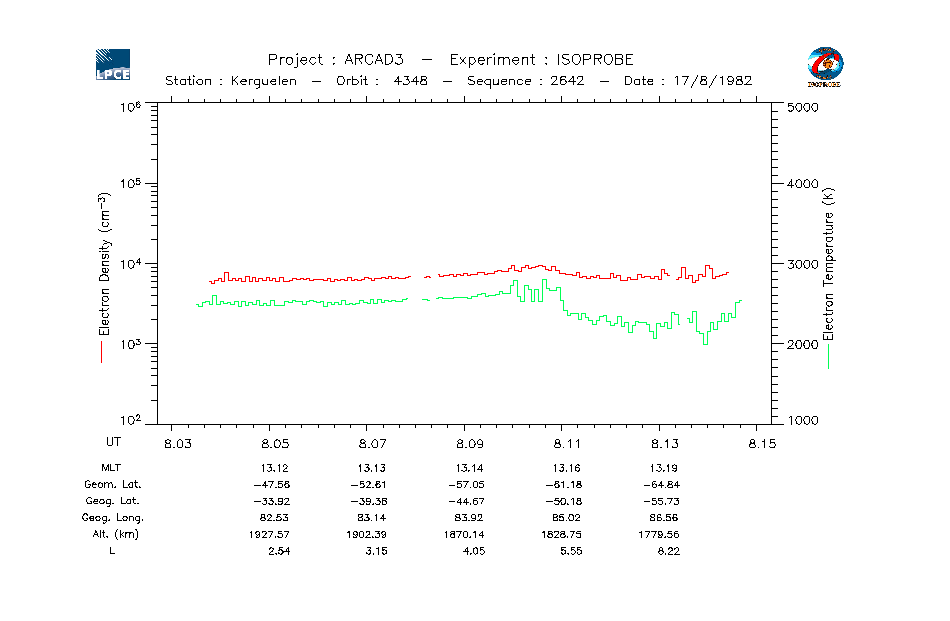 LPCE
Project : ARCAD3 – Experiment : ISOPROBE
ISOPROBE
Station : Kerguelen – Orbit : 4348 – Sequence : 2642 – Date : 17/8/1982
10⁶ 5000
10⁵ 4000
10⁴ 3000
10³ 2000
10² 1000
Electron Density (cm⁻³)
Electron Temperature (K)
UT 8.03 8.05 8.07 8.09 8.11 8.13 8.15
MLT 13.12 13.13 13.14 13.16 13.19
Geom. Lat. −47.56 −52.61 −57.05 −61.18 −64.84
Geog. Lat. −33.92 −39.36 −44.67 −50.18 −55.73
Geog. Long. 82.53 83.14 83.92 85.02 86.56
Alt. (km) 1927.57 1902.39 1870.14 1828.75 1779.56
L 2.54 3.15 4.05 5.55 8.22